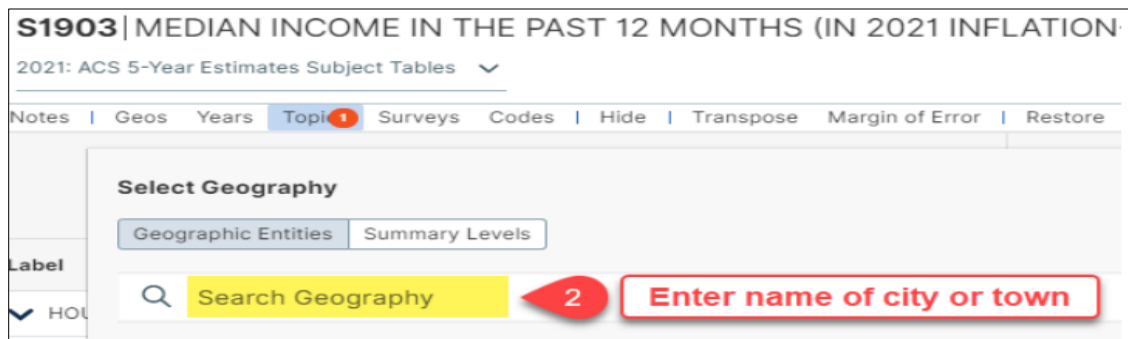 S1903|MEDIAN INCOME IN THE PAST 12 MONTHS (IN 2021 INFLATION-
2021: ACS 5-Year Estimates Subject Tables
Notes | Geos Years Topi 1 Surveys Codes | Hide | Transpose Margin of Error | Restore
Select Geography
Geographic Entities Summary Levels
Label
Search Geography 2 Enter name of city or town
HOU